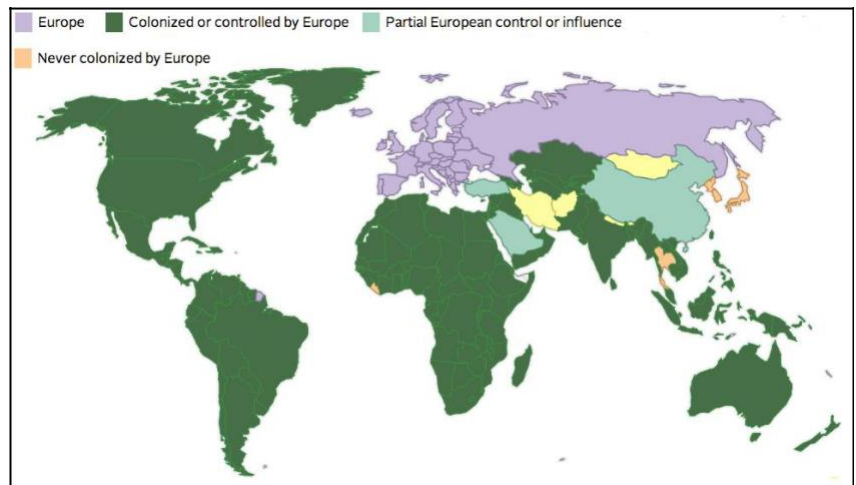 Europe Colonized or controlled by Europe Partial European control or influence
Never colonized by Europe